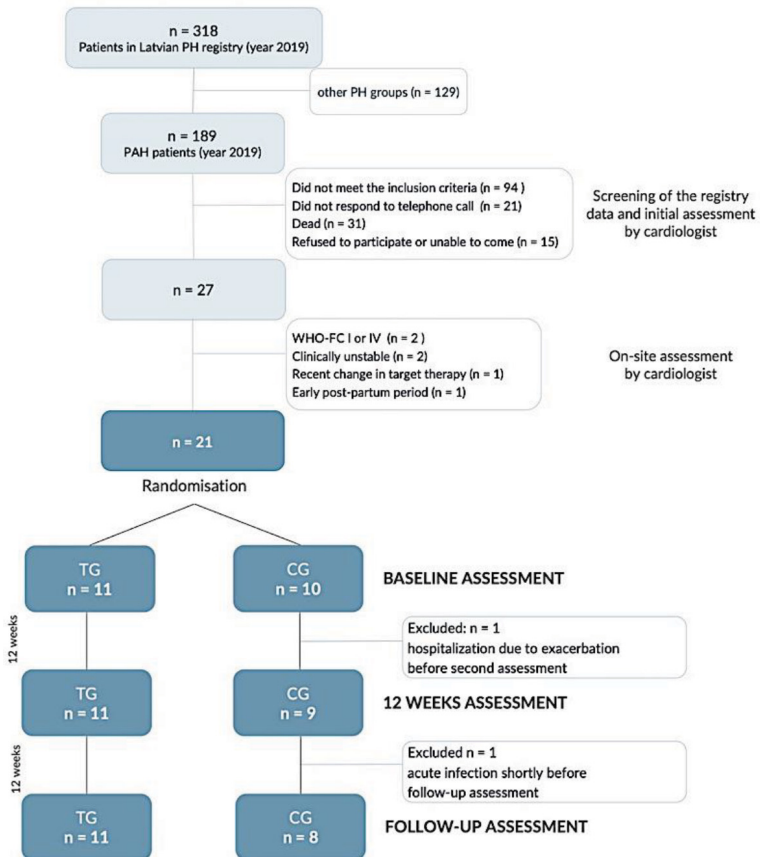 n = 318
Patients in Latvian PH registry (year 2019)
other PH groups (n = 129)
n = 189
PAH patients (year 2019)
Did not meet the inclusion criteria (n = 94 )
Did not respond to telephone call (n = 21)
Dead (n = 31)
Refused to participate or unable to come (n = 15)
Screening of the registry
data and initial assessment
by cardiologist
n = 27
WHO-FC I or IV (n = 2 )
Clinically unstable (n = 2)
Recent change in target therapy (n = 1)
Early post-partum period (n = 1)
On-site assessment
by cardiologist
n = 21
Randomisation
TG
n = 11
CG
n = 10
BASELINE ASSESSMENT
12 weeks
Excluded: n = 1
hospitalization due to exacerbation
before second assessment
TG
n = 11
CG
n = 9
12 WEEKS ASSESSMENT
12 weeks
Excluded n = 1
acute infection shortly before
follow-up assessment
TG
n = 11
CG
n = 8
FOLLOW-UP ASSESSMENT